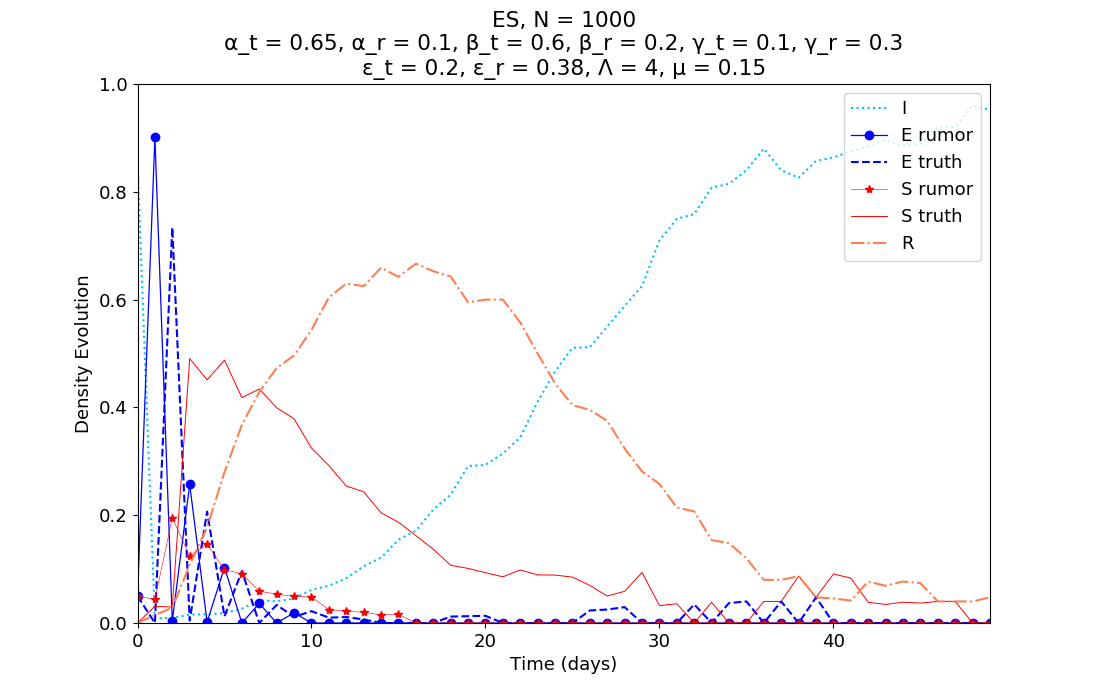 ES, N = 1000
α_t = 0.65, α_r = 0.1, β_t = 0.6, β_r = 0.2, γ_t = 0.1, γ_r = 0.3
ε_t = 0.2, ε_r = 0.38, Λ = 4, μ = 0.15
1.0
0.8
0.6
0.4
0.2
0.0
Density Evolution
I
E rumor
E truth
S rumor
S truth
R
0
10
20
30
40
Time (days)